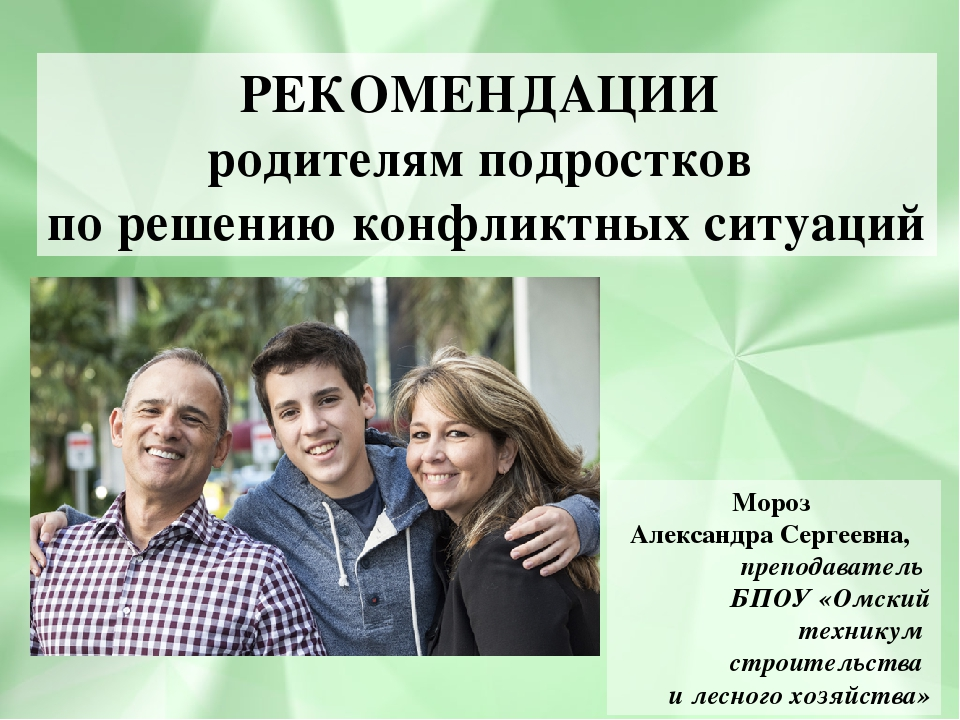 РЕКОМЕНДАЦИИ
родителям подростков
по решению конфликтных ситуаций
Мороз
Александра Сергеевна,
преподаватель
БПОУ «Омский
техникум
строительства
и лесного хозяйства»